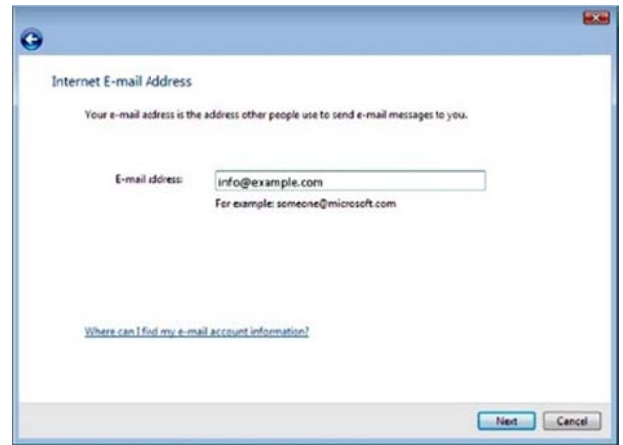 Internet E-mail Address
Your e-mail address is the address other people use to send e-mail messages to you.
E-mail address:
info@example.com
For example: someone@microsoft.com
Where can I find my e-mail account information?
Next
Cancel